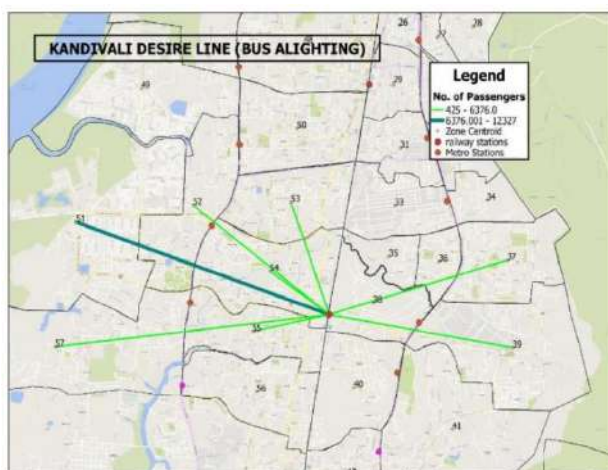 KANDIVALI DESIRE LINE (BUS ALIGHTING)
26
28
Legend
No. of Passengers
425 - 6376.0
6376.001 - 12327
Zone Centroid
railway stations
Metro Stations
29
49
50
31
52
53
33
34
51
35
36
37
54
38
55
57
39
56
40
41